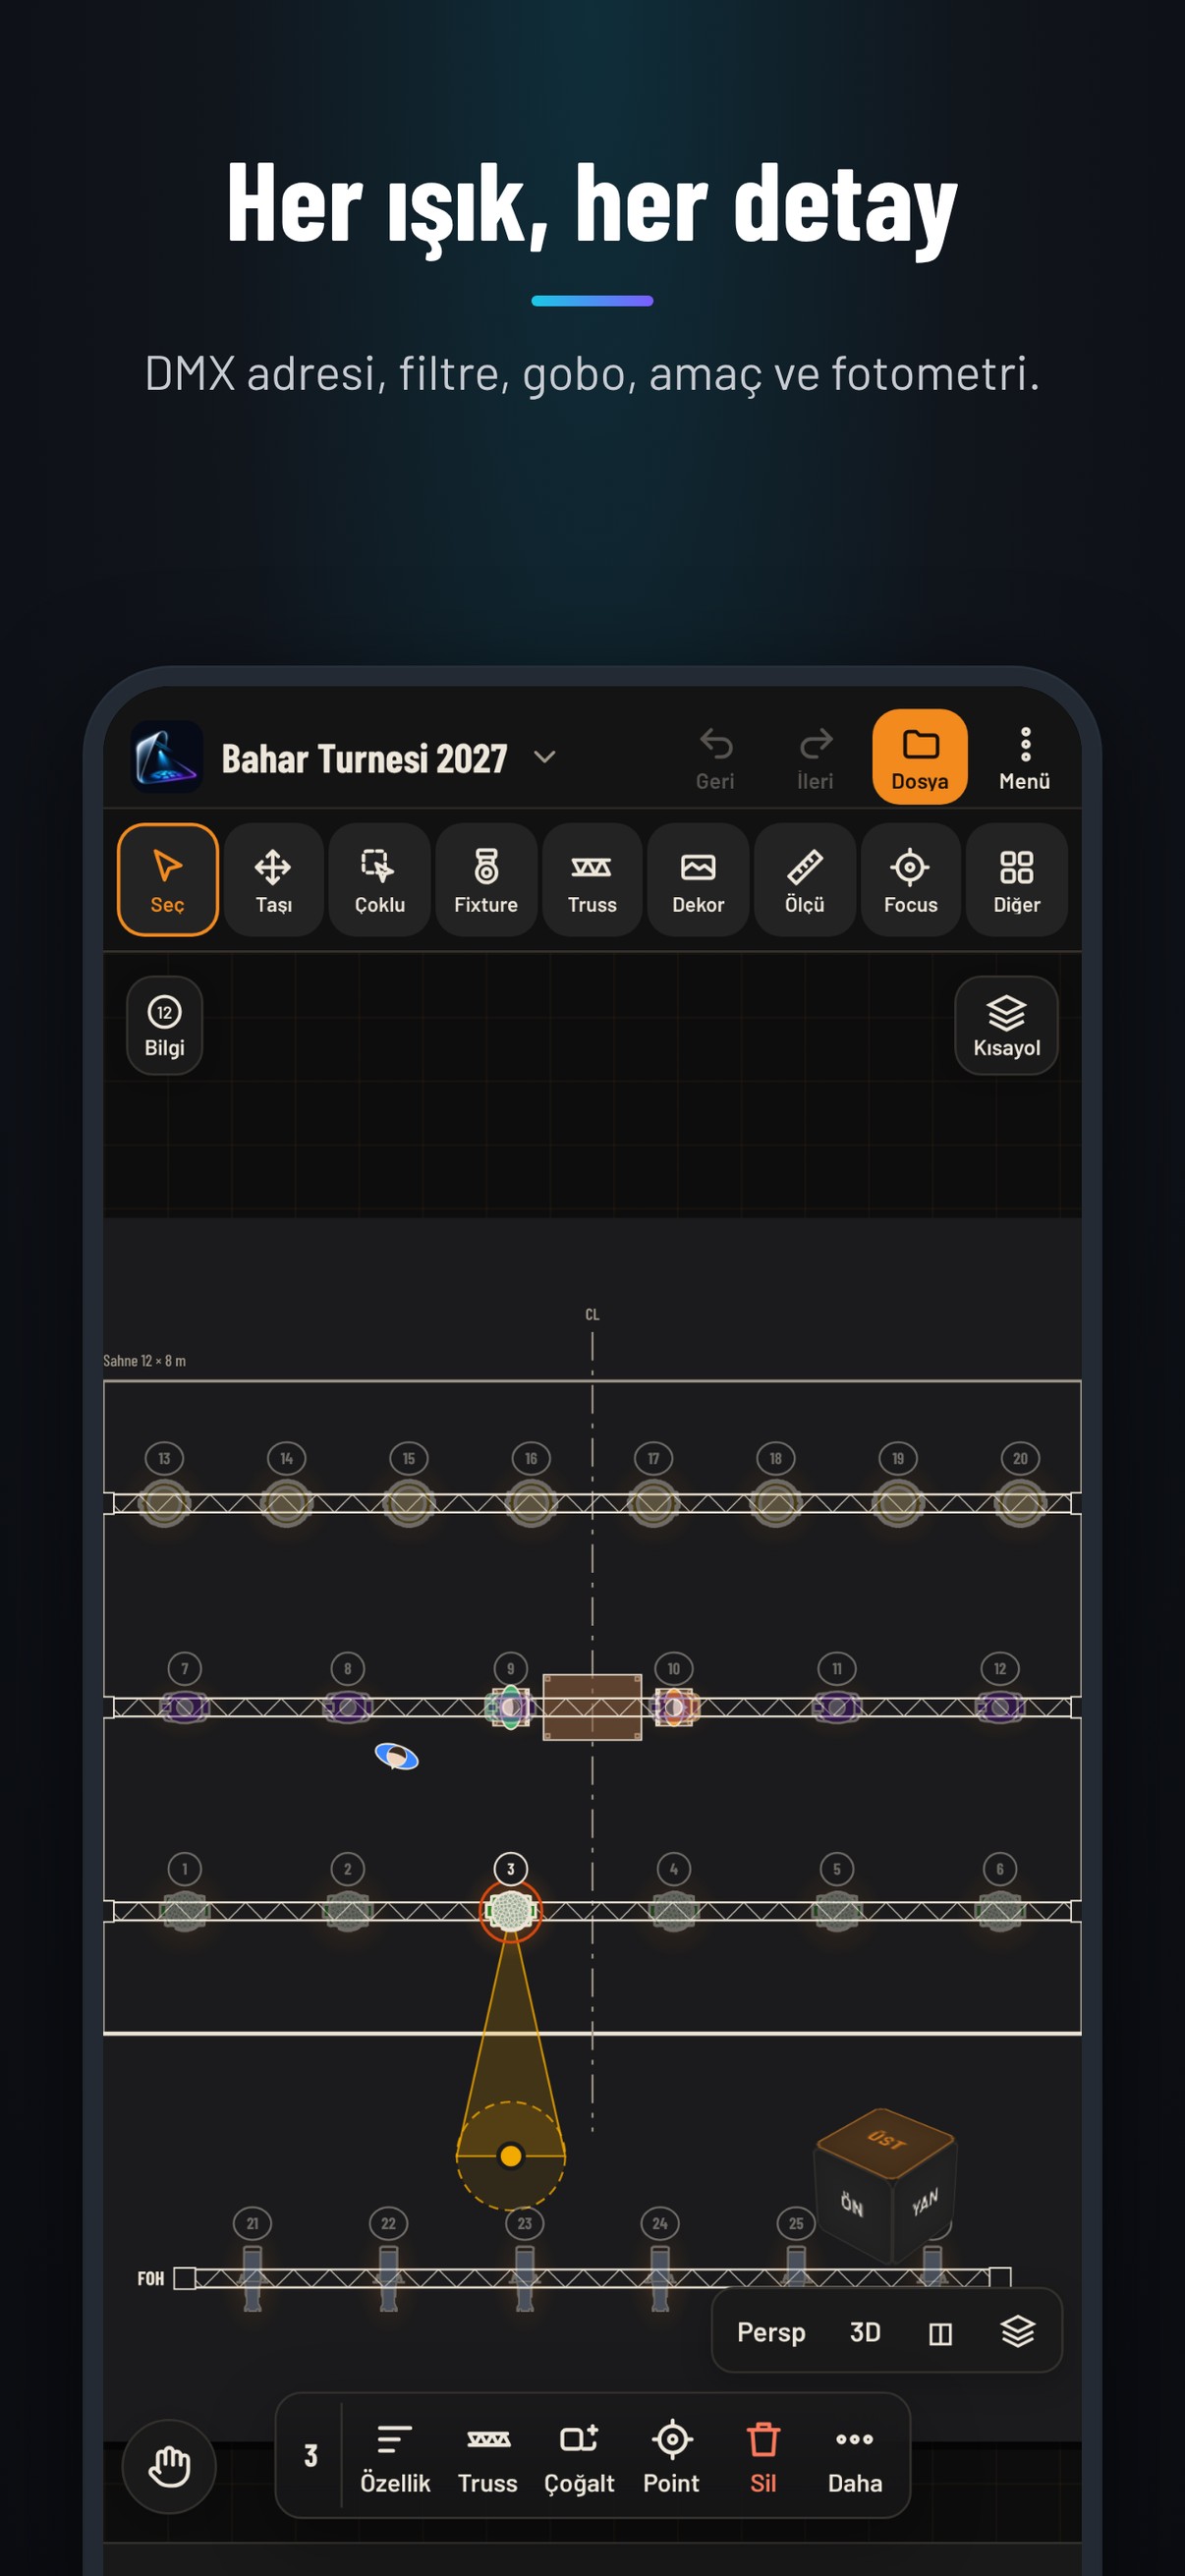 Her ışık, her detay
DMX adresi, filtre, gobo, amaç ve fotometri.
Bahar Turnesi 2027
Geri
İleri
Dosya
Menü
Seç
Taşı
Çoklu
Fixture
Truss
Dekor
Ölçü
Focus
Diğer
12
Bilgi
Kısayol
CL
Sahne 12 × 8 m
13 14 15 16 17 18 19 20
7 8 9 10 11 12
1 2 3 4 5 6
ÜST
ÖN
YAN
21 22 23 24 25
FOH
Persp
3D
3
Özellik
Truss
Çoğalt
Point
Sil
Daha